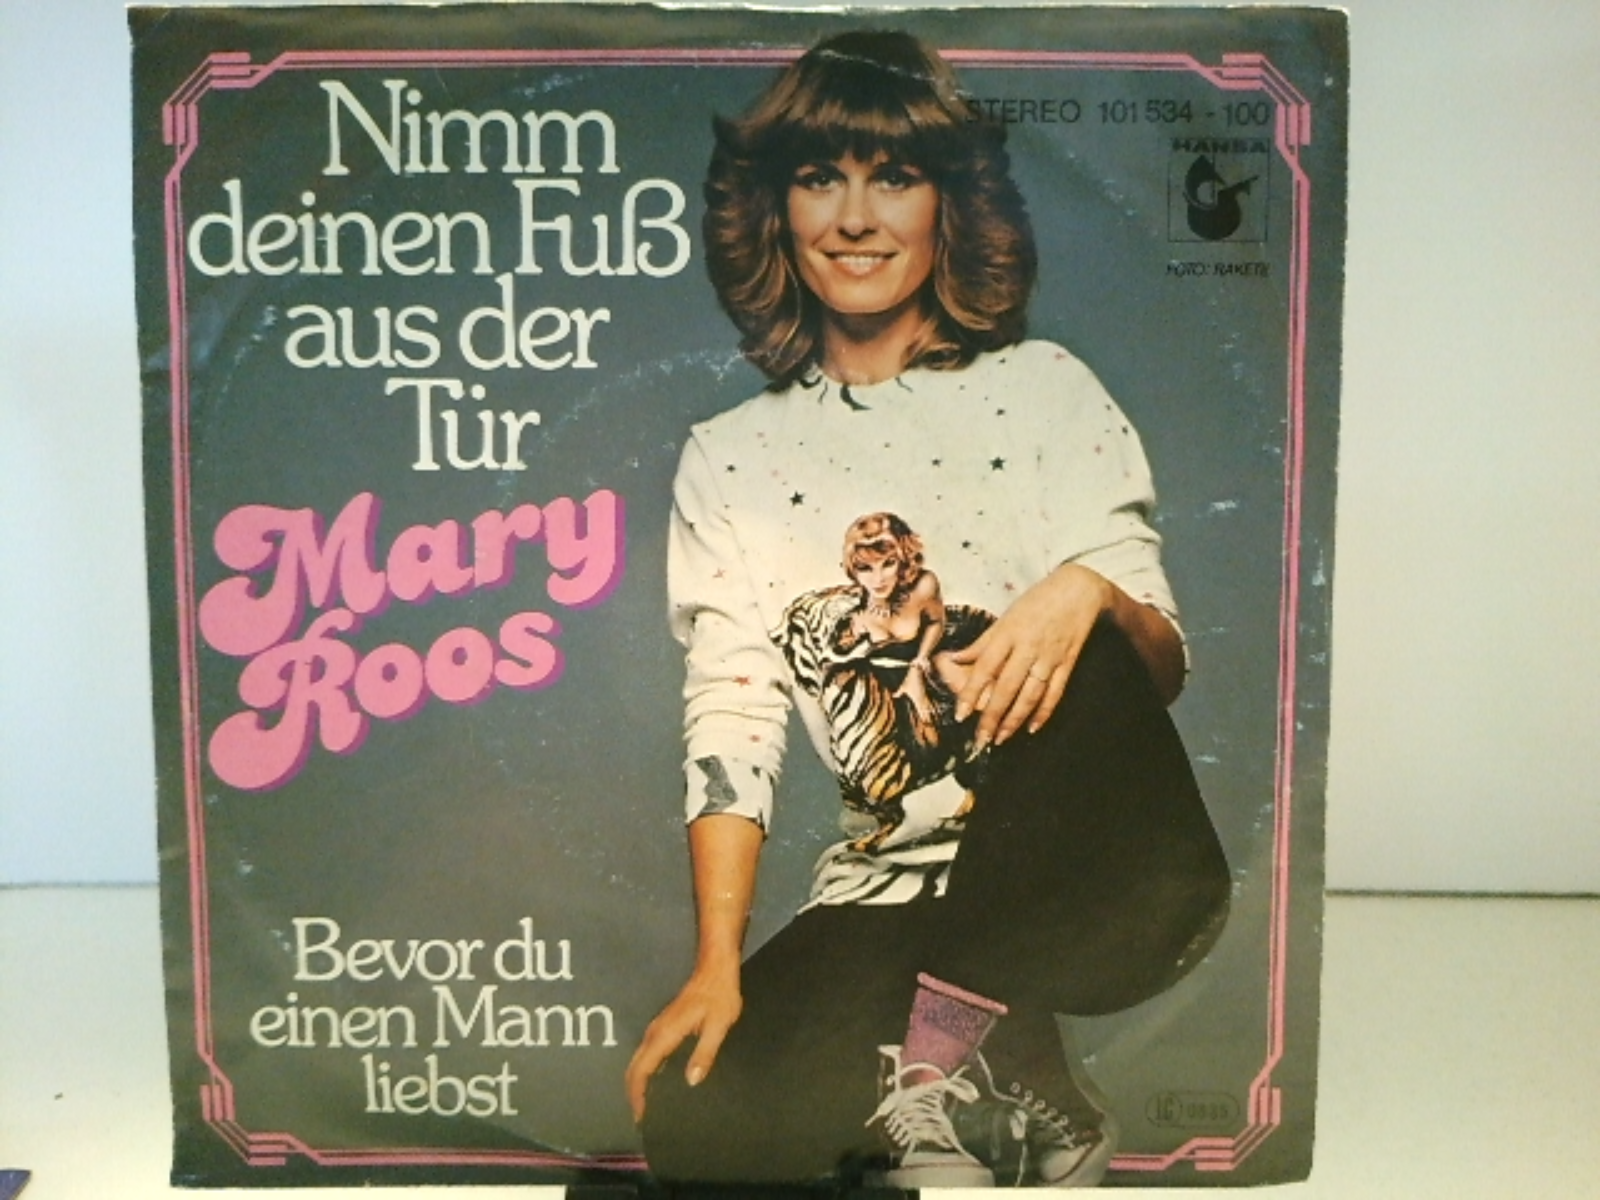 Nimm
deinen Fuß
aus der
Tür
Mary
Roos
Bevor du
einen Mann
liebst
STEREO 101 534 - 100
HANSA
FOTO: RAKETE
LC